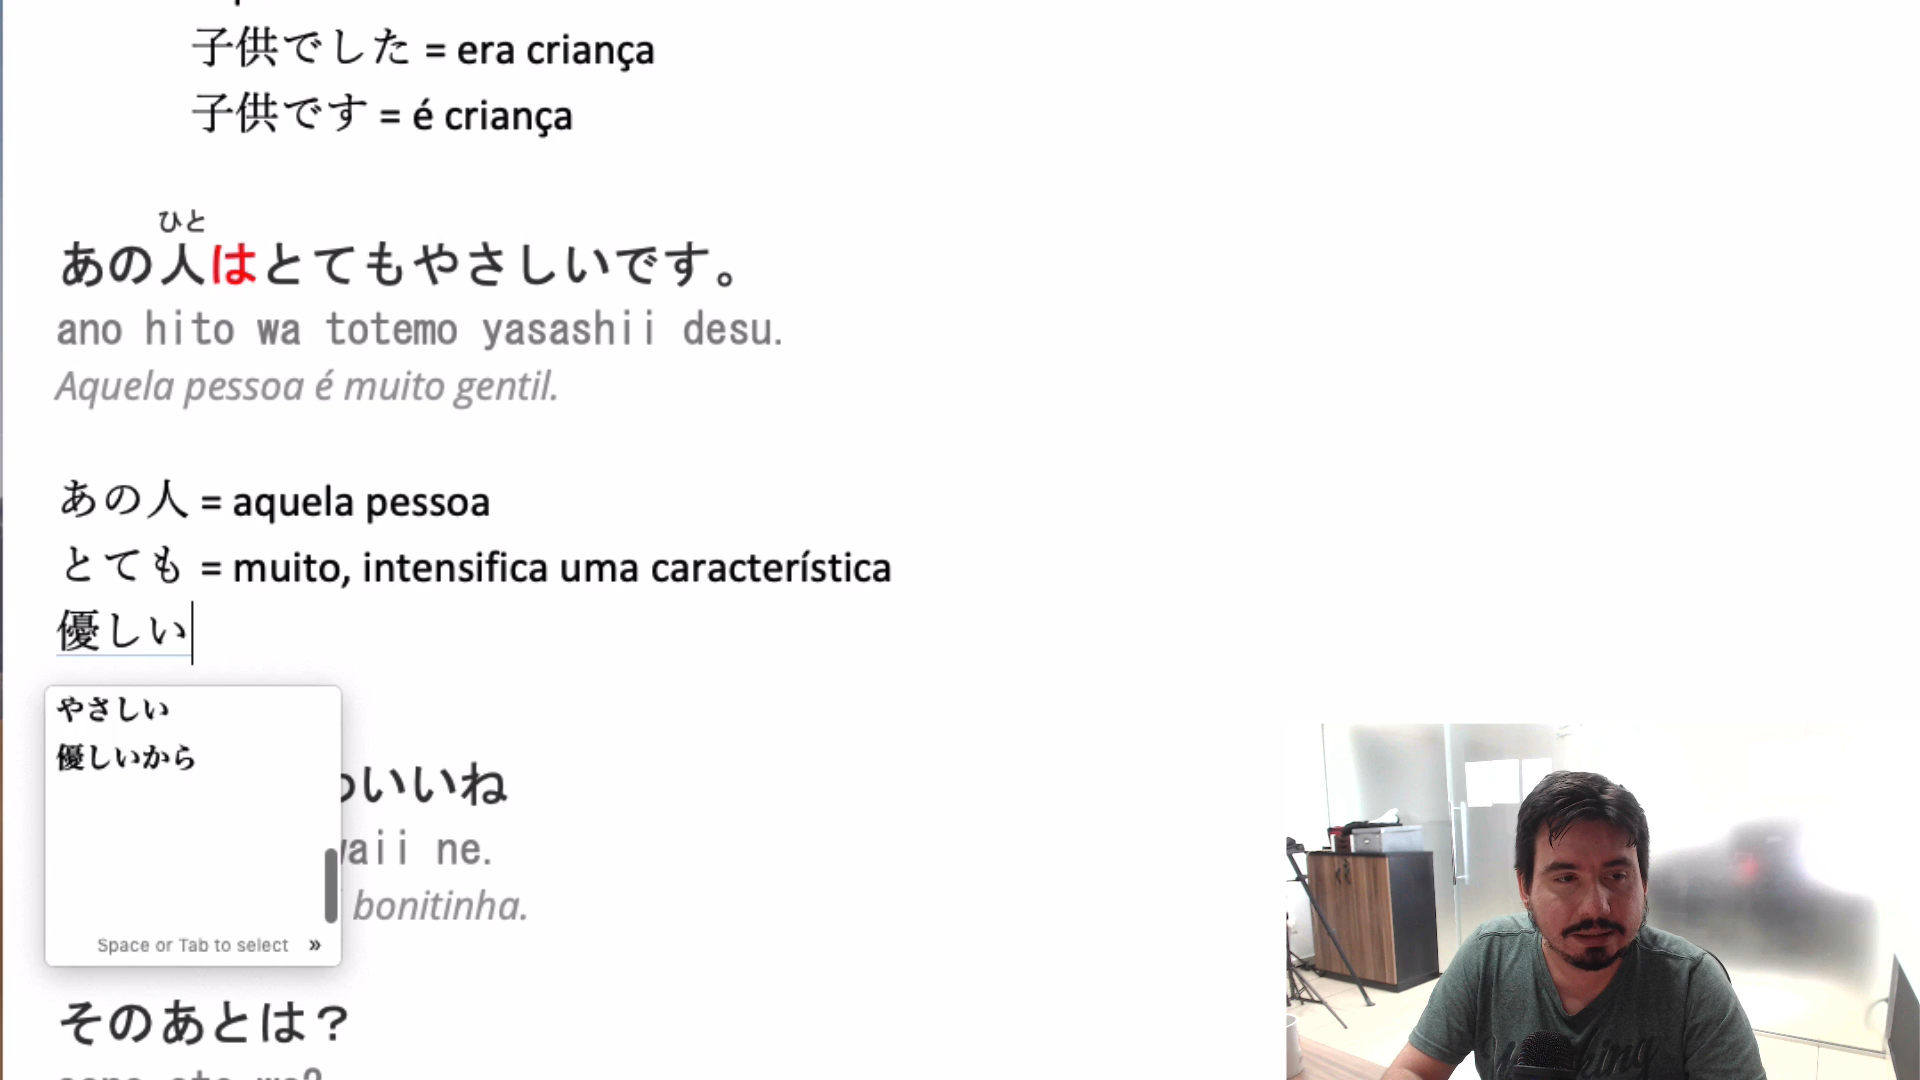 子供でした = era criança
子供です = é criança
ひと
あの人はとてもやさしいです。
ano hito wa totemo yasashii desu.
Aquela pessoa é muito gentil.
あの人 = aquela pessoa
とても = muito, intensifica uma característica
優しい
やさしい
優しいから
Space or Tab to select »
いいね
ne.
bonitinha.
そのあとは？